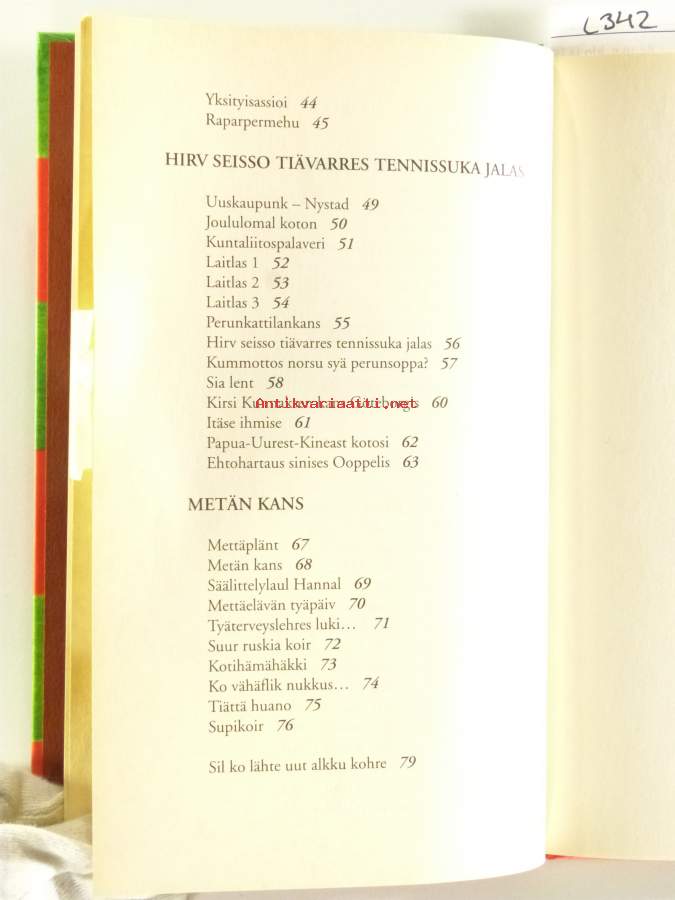 L342
Yksityisassioi 44
Raparpermehu 45
HIRV SEISSO TIÄVARRES TENNISSUKA JALAS
Uuskaupunk – Nystad 49
Joululomal koton 50
Kuntaliitospalaveri 51
Laitlas 1 52
Laitlas 2 53
Laitlas 3 54
Perunkattilankans 55
Hirv seisso tiävarres tennissuka jalas 56
Kummottos norsu syä perunsoppa? 57
Sia lent 58
Kirsi 60
Antikvariaatti.net
Itäse ihmise 61
Papua-Uurest-Kineast kotosi 62
Ehtohartaus sinises Ooppelis 63
METÄN KANS
Mettäplänt 67
Metän kans 68
Säälittelylaul Hannal 69
Mettäelävän tyäpäiv 70
Tyäterveyslehres luki… 71
Suur ruskia koir 72
Kotihämähäkki 73
Ko vähäflik nukkus… 74
Tiättä huano 75
Supikoir 76
Sil ko lähte uut alkku kohre 79